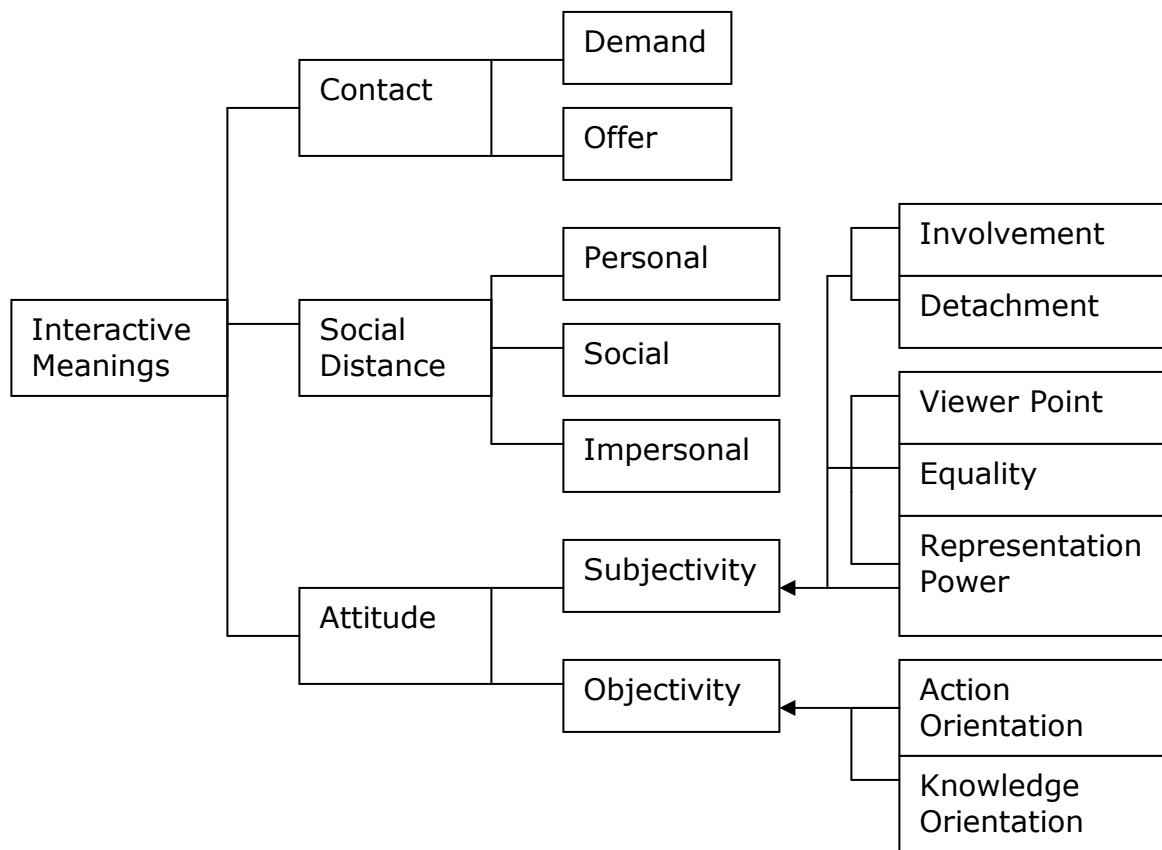 Interactive
Meanings
Contact
Demand
Offer
Social
Distance
Personal
Social
Impersonal
Attitude
Subjectivity
Involvement
Detachment
Viewer Point
Equality
Representation
Power
Objectivity
Action
Orientation
Knowledge
Orientation